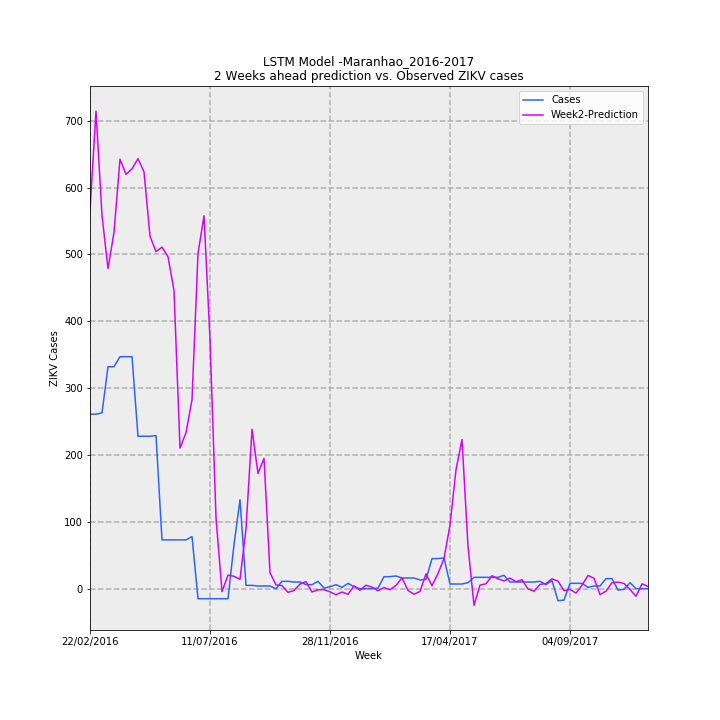 LSTM Model -Maranhao_2016-2017
2 Weeks ahead prediction vs. Observed ZIKV cases
Cases
Week2-Prediction
700
600
500
400
300
200
100
0
ZIKV Cases
22/02/2016 11/07/2016 28/11/2016 17/04/2017 04/09/2017
Week